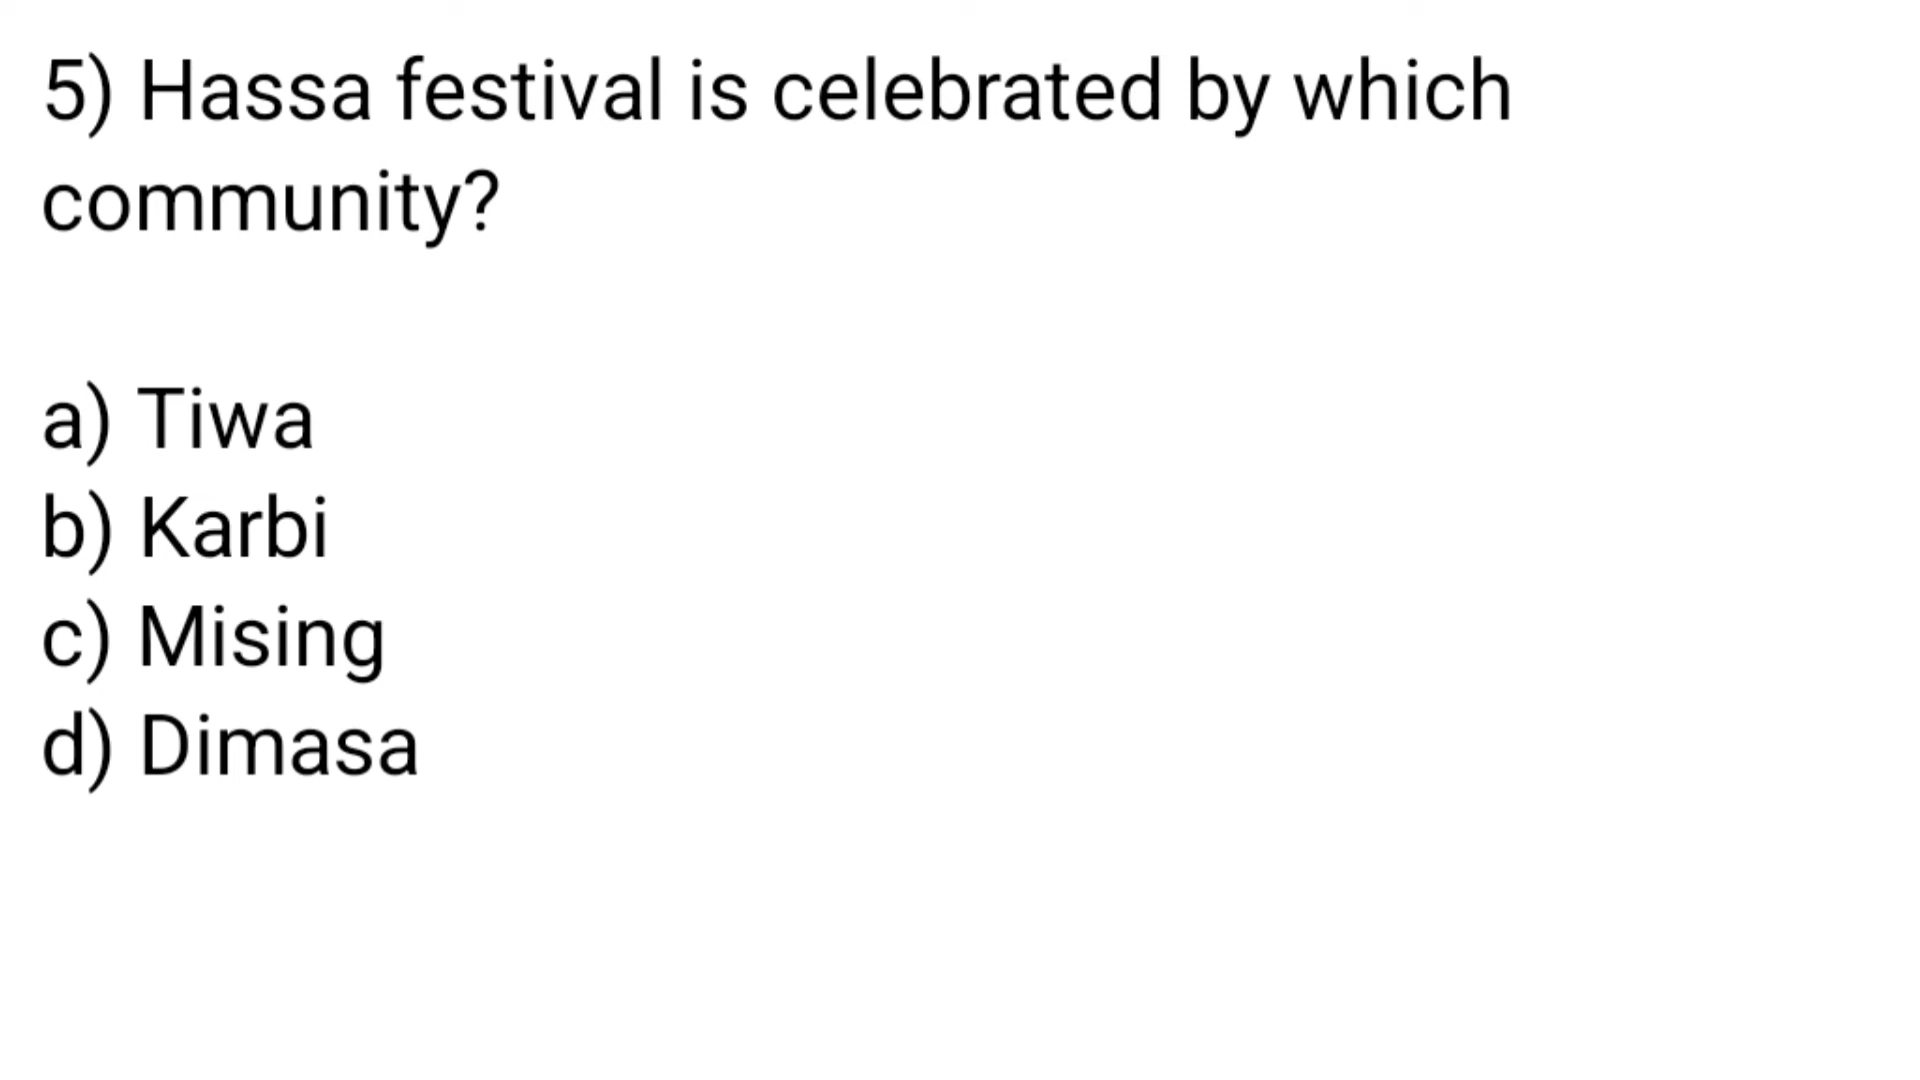 5) Hassa festival is celebrated by which
community?
a) Tiwa
b) Karbi
c) Mising
d) Dimasa